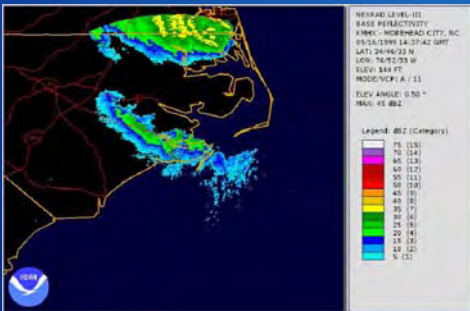 NEXRAD LEVEL-III
BASE REFLECTIVITY
KMHX - MOREHEAD CITY, NC
09/16/1999 14:37:42 GMT
LAT: 34/46/33 N
LON: 76/52/33 W
ELEV: 144 FT
MODE/VCP: A / 11
ELEV ANGLE: 0.50 °
MAX: 45 dBZ
Legend: dBZ (Category)
75 (15)
70 (14)
65 (13)
60 (12)
55 (11)
50 (10)
45 (9)
40 (8)
35 (7)
30 (6)
25 (5)
20 (4)
15 (3)
10 (2)
5 (1)
NOAA